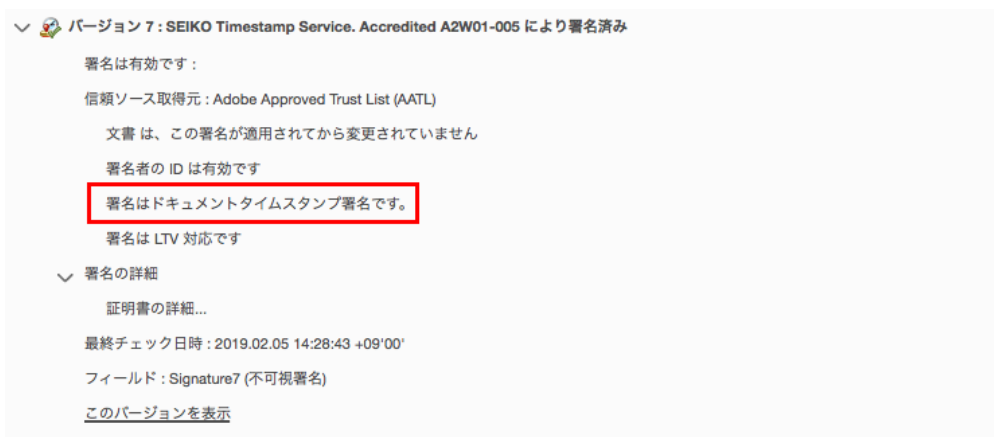 バージョン 7 : SEIKO Timestamp Service. Accredited A2W01-005 により署名済み
署名は有効です :
信頼ソース取得元 : Adobe Approved Trust List (AATL)
文書 は、この署名が適用されてから変更されていません
署名者の ID は有効です
署名はドキュメントタイムスタンプ署名です。
署名は LTV 対応です
署名の詳細
証明書の詳細...
最終チェック日時 : 2019.02.05 14:28:43 +09'00'
フィールド : Signature7 (不可視署名)
このバージョンを表示